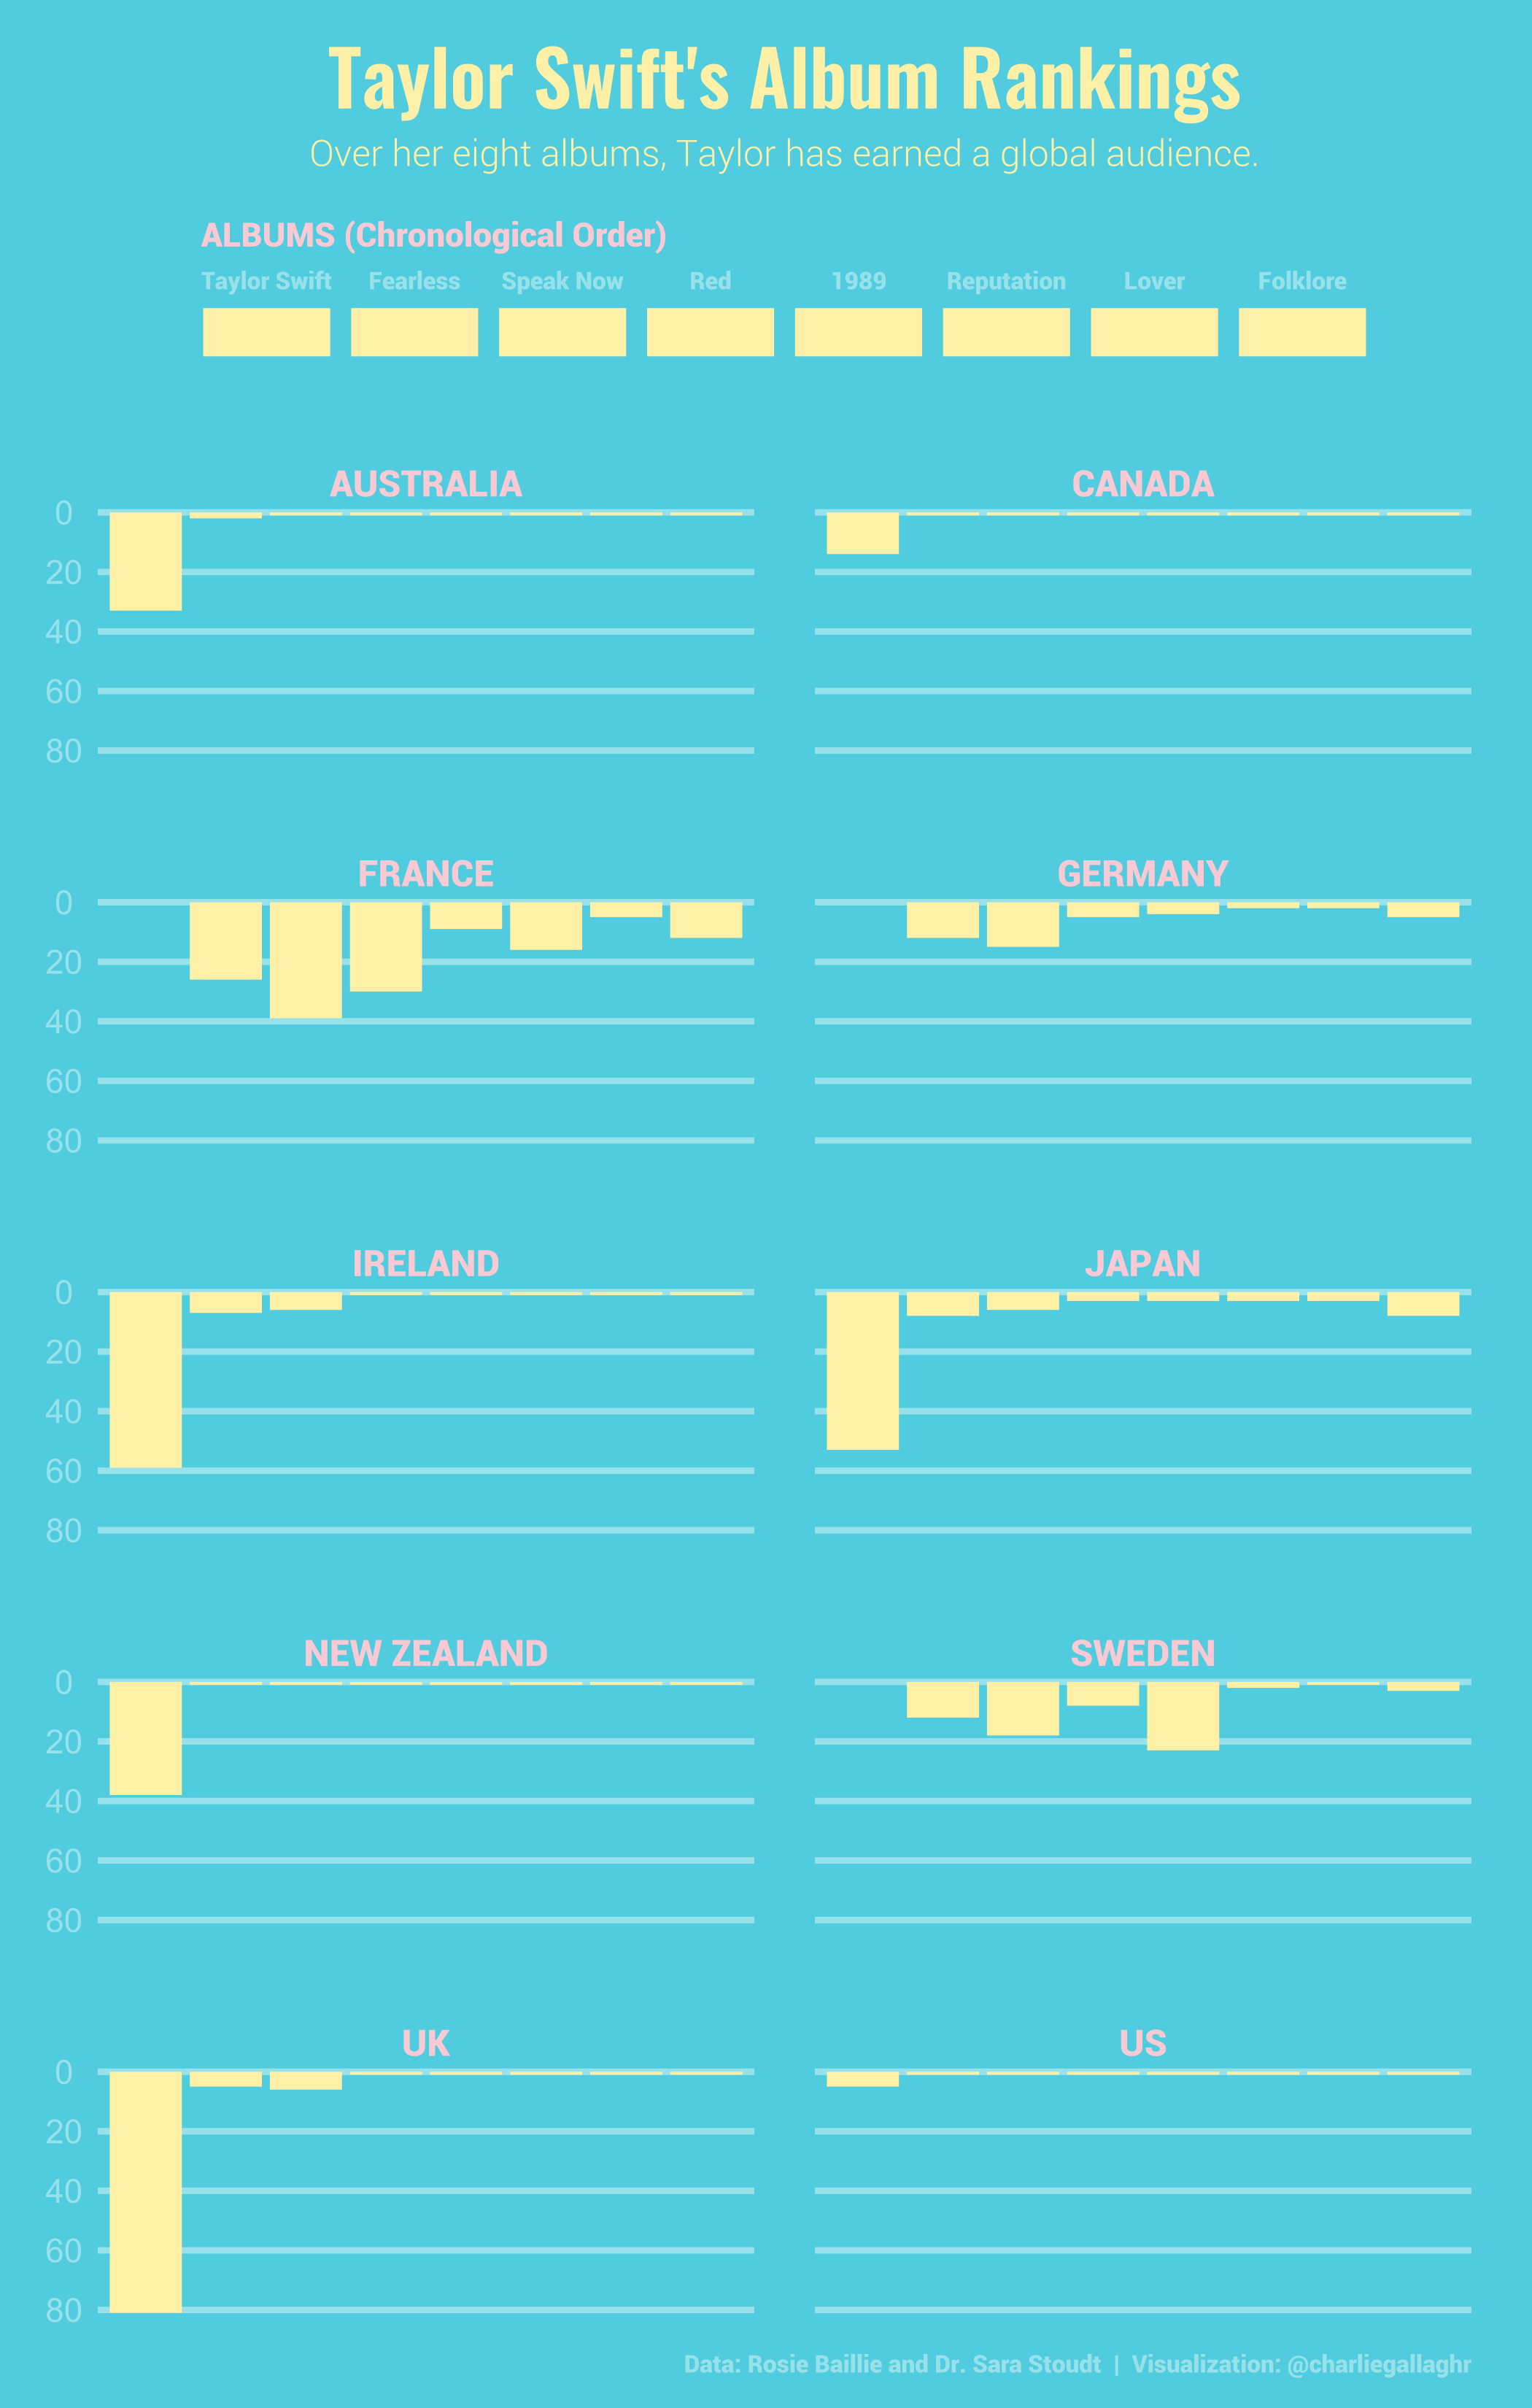 Taylor Swift's Album Rankings
Over her eight albums, Taylor has earned a global audience.
ALBUMS (Chronological Order)
Taylor Swift Fearless Speak Now Red 1989 Reputation Lover Folklore
AUSTRALIA CANADA
0
20
40
60
80
FRANCE GERMANY
0
20
40
60
80
IRELAND JAPAN
0
20
40
60
80
NEW ZEALAND SWEDEN
0
20
40
60
80
UK US
0
20
40
60
80
Data: Rosie Baillie and Dr. Sara Stoudt | Visualization: @charliegallaghr